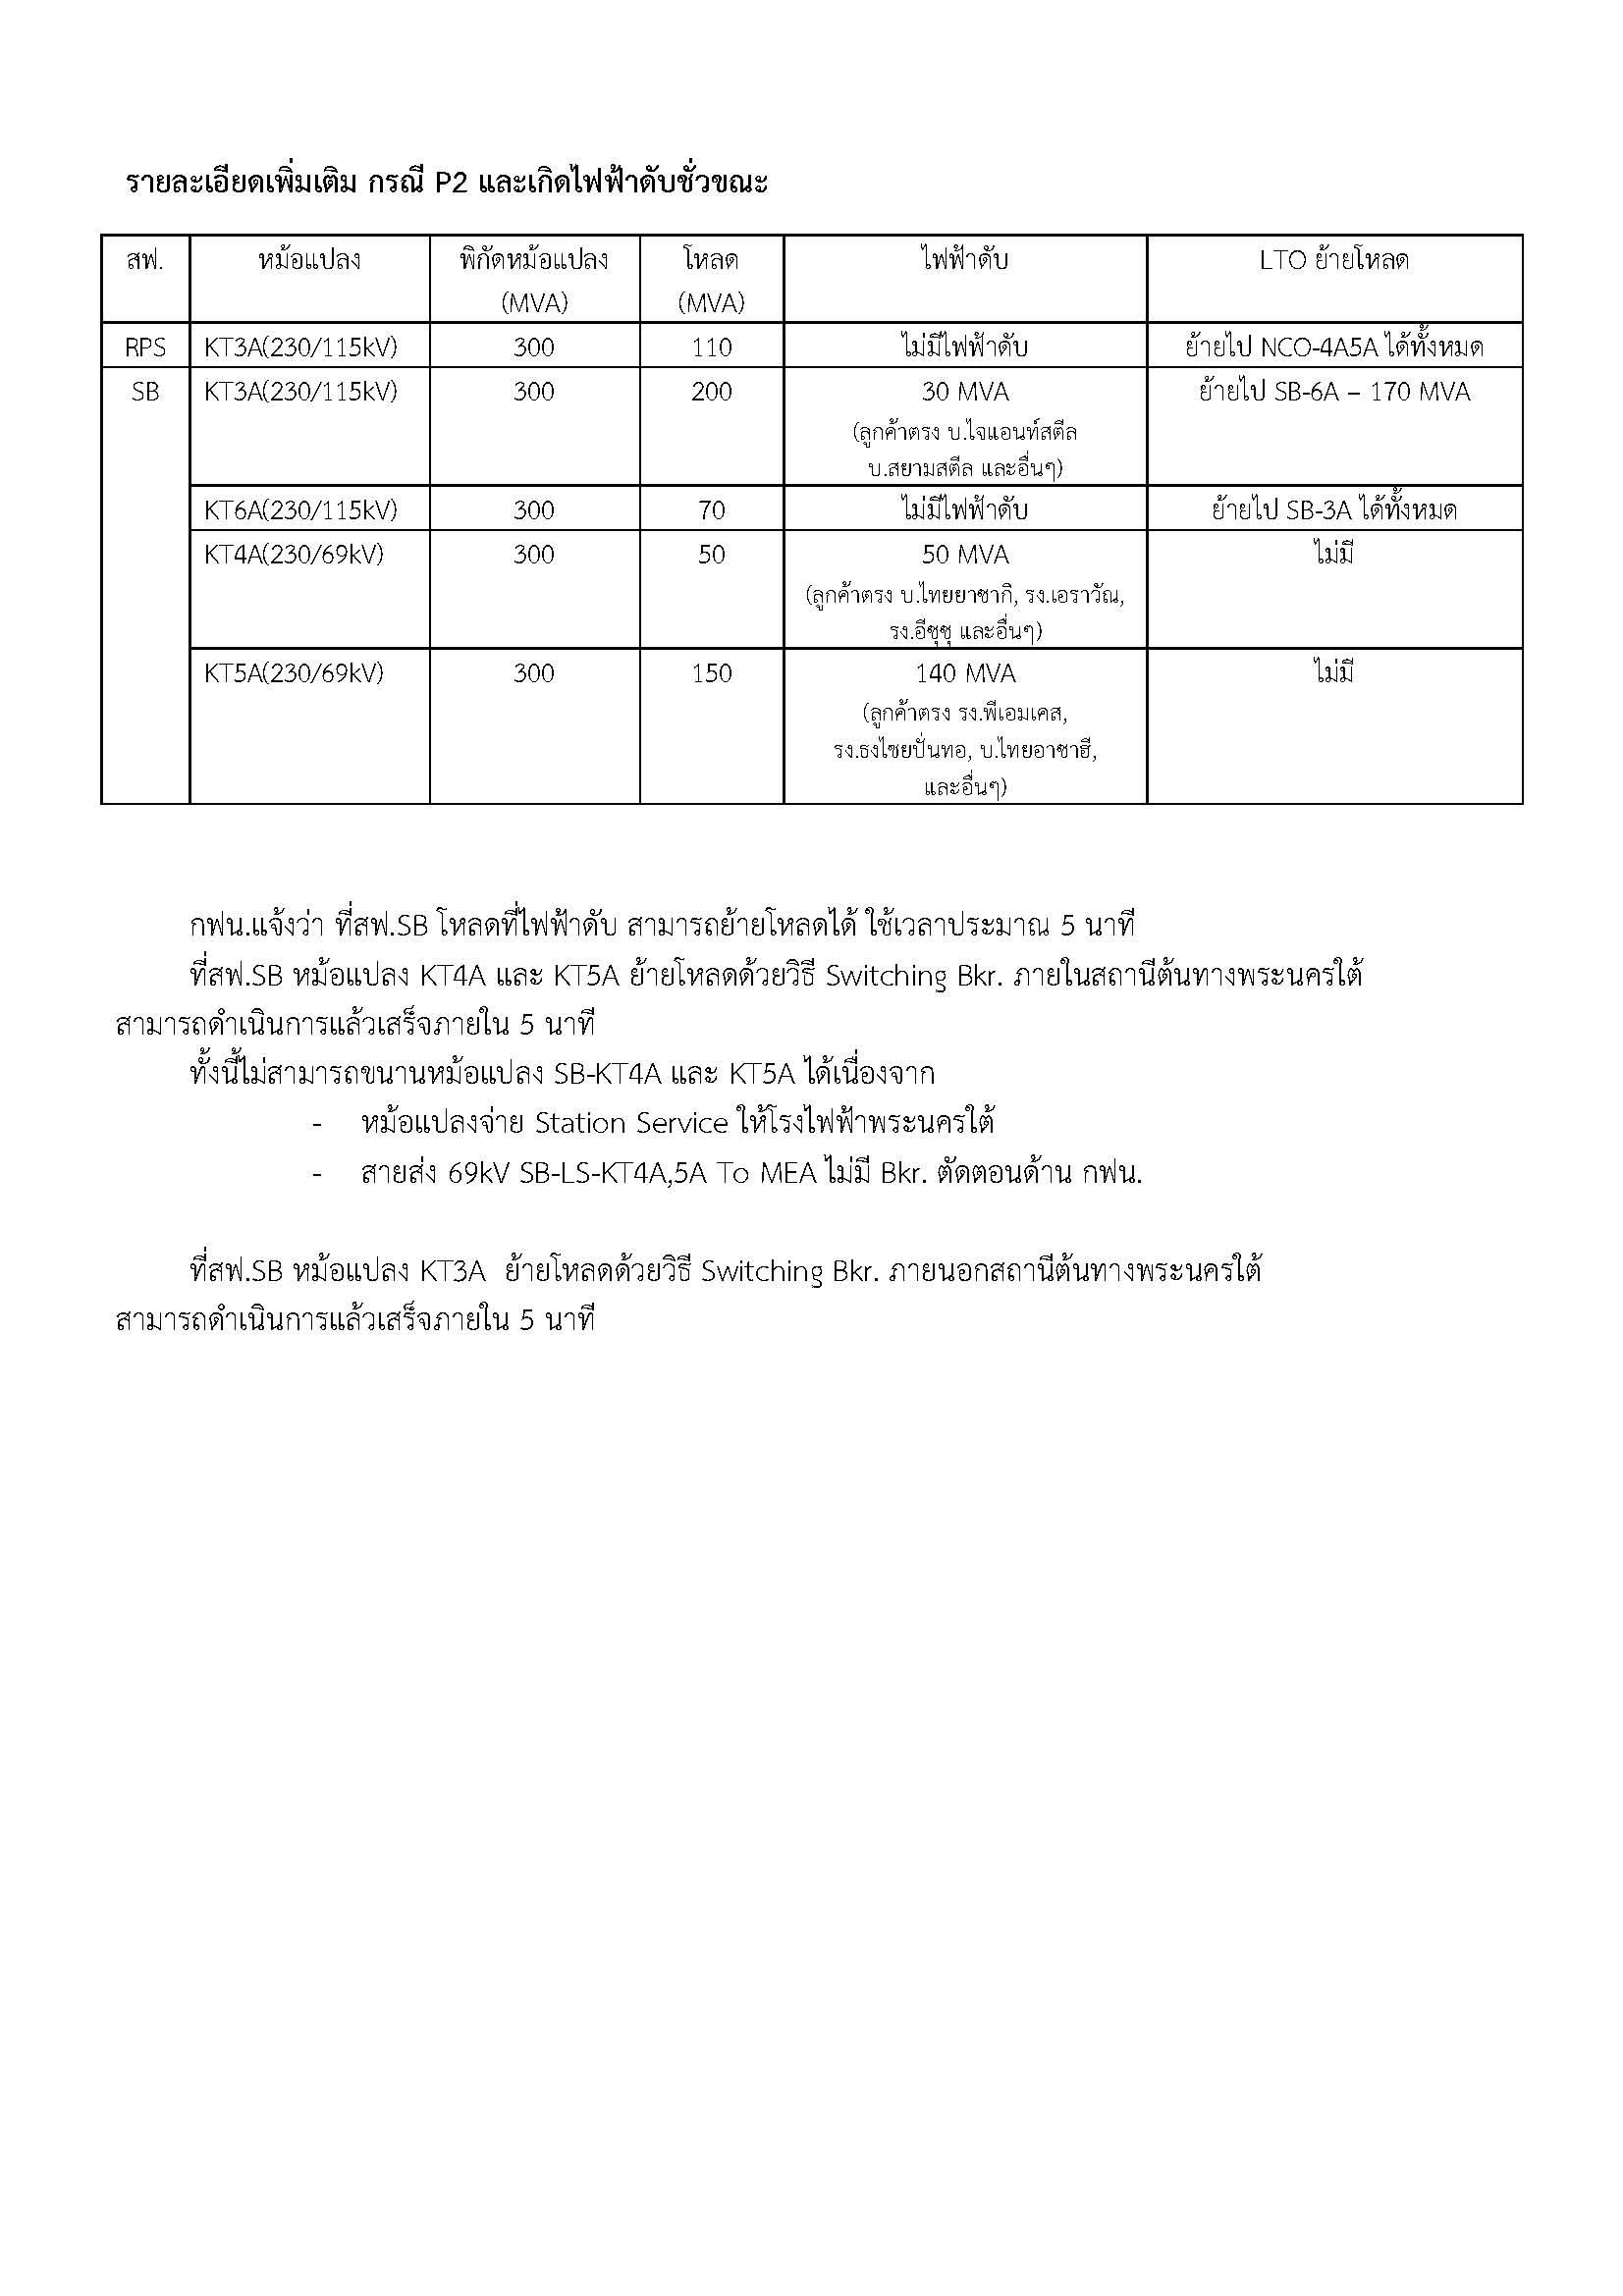 รายละเอียดเพิ่มเติม กรณี P2 และเกิดไฟฟ้าดับชั่วขณะ
สฟ. หม้อแปลง พิกัดหม้อแปลง (MVA) โหลด (MVA) ไฟฟ้าดับ LTO ย้ายโหลด
RPS KT3A(230/115kV) 300 110 ไม่มีไฟฟ้าดับ ย้ายไป NCO-4A5A ได้ทั้งหมด
SB KT3A(230/115kV) 300 200 30 MVA ย้ายไป SB-6A – 170 MVA
(ลูกค้าตรง บ.ไจแอนท์สตีล
บ.สยามสตีล และอื่นๆ)
KT6A(230/115kV) 300 70 ไม่มีไฟฟ้าดับ ย้ายไป SB-3A ได้ทั้งหมด
KT4A(230/69kV) 300 50 50 MVA ไม่มี
(ลูกค้าตรง บ.ไทยยาซากิ, รง.เอราวัณ,
รง.อีซุซุ และอื่นๆ)
KT5A(230/69kV) 300 150 140 MVA ไม่มี
(ลูกค้าตรง รง.พีเอมเคส,
รง.ธงไชยปั่นทอ, บ.ไทยอาซาฮี,
และอื่นๆ)
กฟน.แจ้งว่า ที่สฟ.SB โหลดที่ไฟฟ้าดับ สามารถย้ายโหลดได้ ใช้เวลาประมาณ 5 นาที
ที่สฟ.SB หม้อแปลง KT4A และ KT5A ย้ายโหลดด้วยวิธี Switching Bkr. ภายในสถานีต้นทางพระนครใต้
สามารถดำเนินการแล้วเสร็จภายใน 5 นาที
ทั้งนี้ไม่สามารถขนานหม้อแปลง SB-KT4A และ KT5A ได้เนื่องจาก
- หม้อแปลงจ่าย Station Service ให้โรงไฟฟ้าพระนครใต้
- สายส่ง 69kV SB-LS-KT4A,5A To MEA ไม่มี Bkr. ตัดตอนด้าน กฟน.
ที่สฟ.SB หม้อแปลง KT3A ย้ายโหลดด้วยวิธี Switching Bkr. ภายนอกสถานีต้นทางพระนครใต้
สามารถดำเนินการแล้วเสร็จภายใน 5 นาที